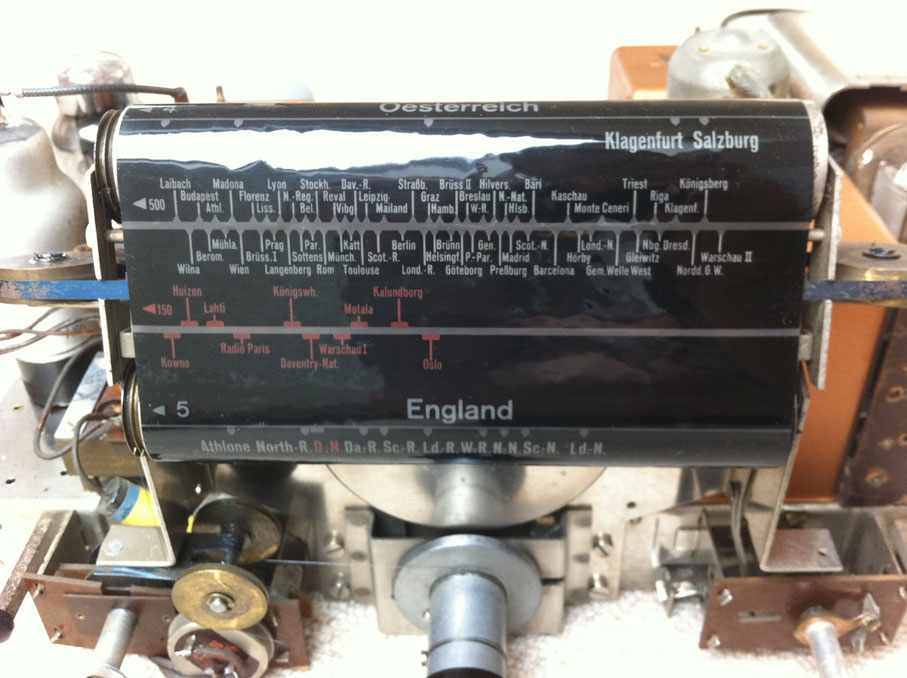 Oesterreich
Klagenfurt Salzburg
Laibach Madona Lyon Stockh. Dav.-R. Straßb. Brüss II Hilvers. Bari Triest Königsberg
500 Budapest Florenz N.-Reg. Reval Leipzig Graz Breslau N.-Nat. Kaschau Riga
Athl. Liss. Bel. Vibg Mailand Hamb. W-R. Hlsb. Monte Ceneri Klagenf.
Mühla. Prag Par. Katt Berlin Brünn Gen. Scot.-N. Lond.-N. Nbg. Dresd.
Berom. Brüss.I Sottens Münch. Scot.-R. Helsingf. P-Par. Madrid Hörby Gleiwitz Warschau II
Wilna Wien Langenberg Rom Toulouse Lond.-R Göteborg Preßburg Barcelona Gem.Welle West Nordd.G.W.
Huizen Königswh. Kalundborg
150 Lahti Motala
Radio Paris Warschau I
Kowno Daventry-Nat. Oslo
5 England
Athlone North-R. D.-N Da-R. Sc.-R. Ld-R. W-R. N.N. Sc-N. Ld-N.